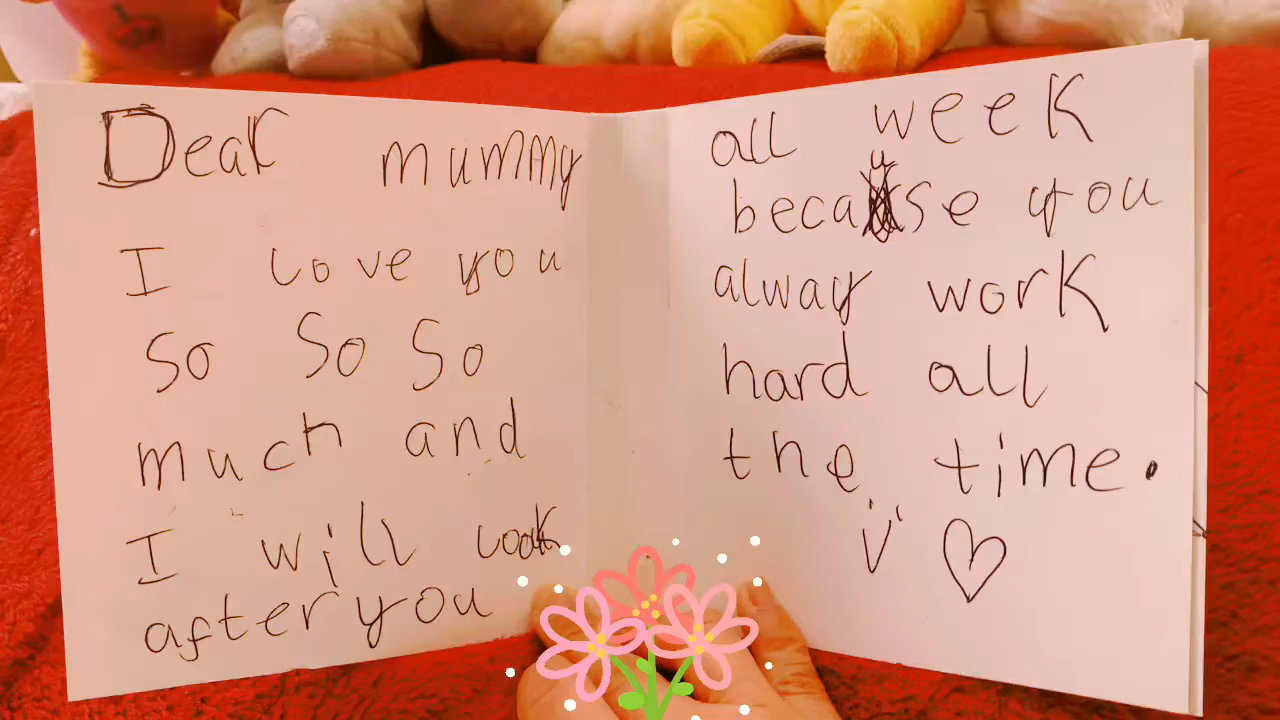 Dear mummy
I love you
so so so
much and
I will look
after you
all week
because you
alway work
hard all
the time.